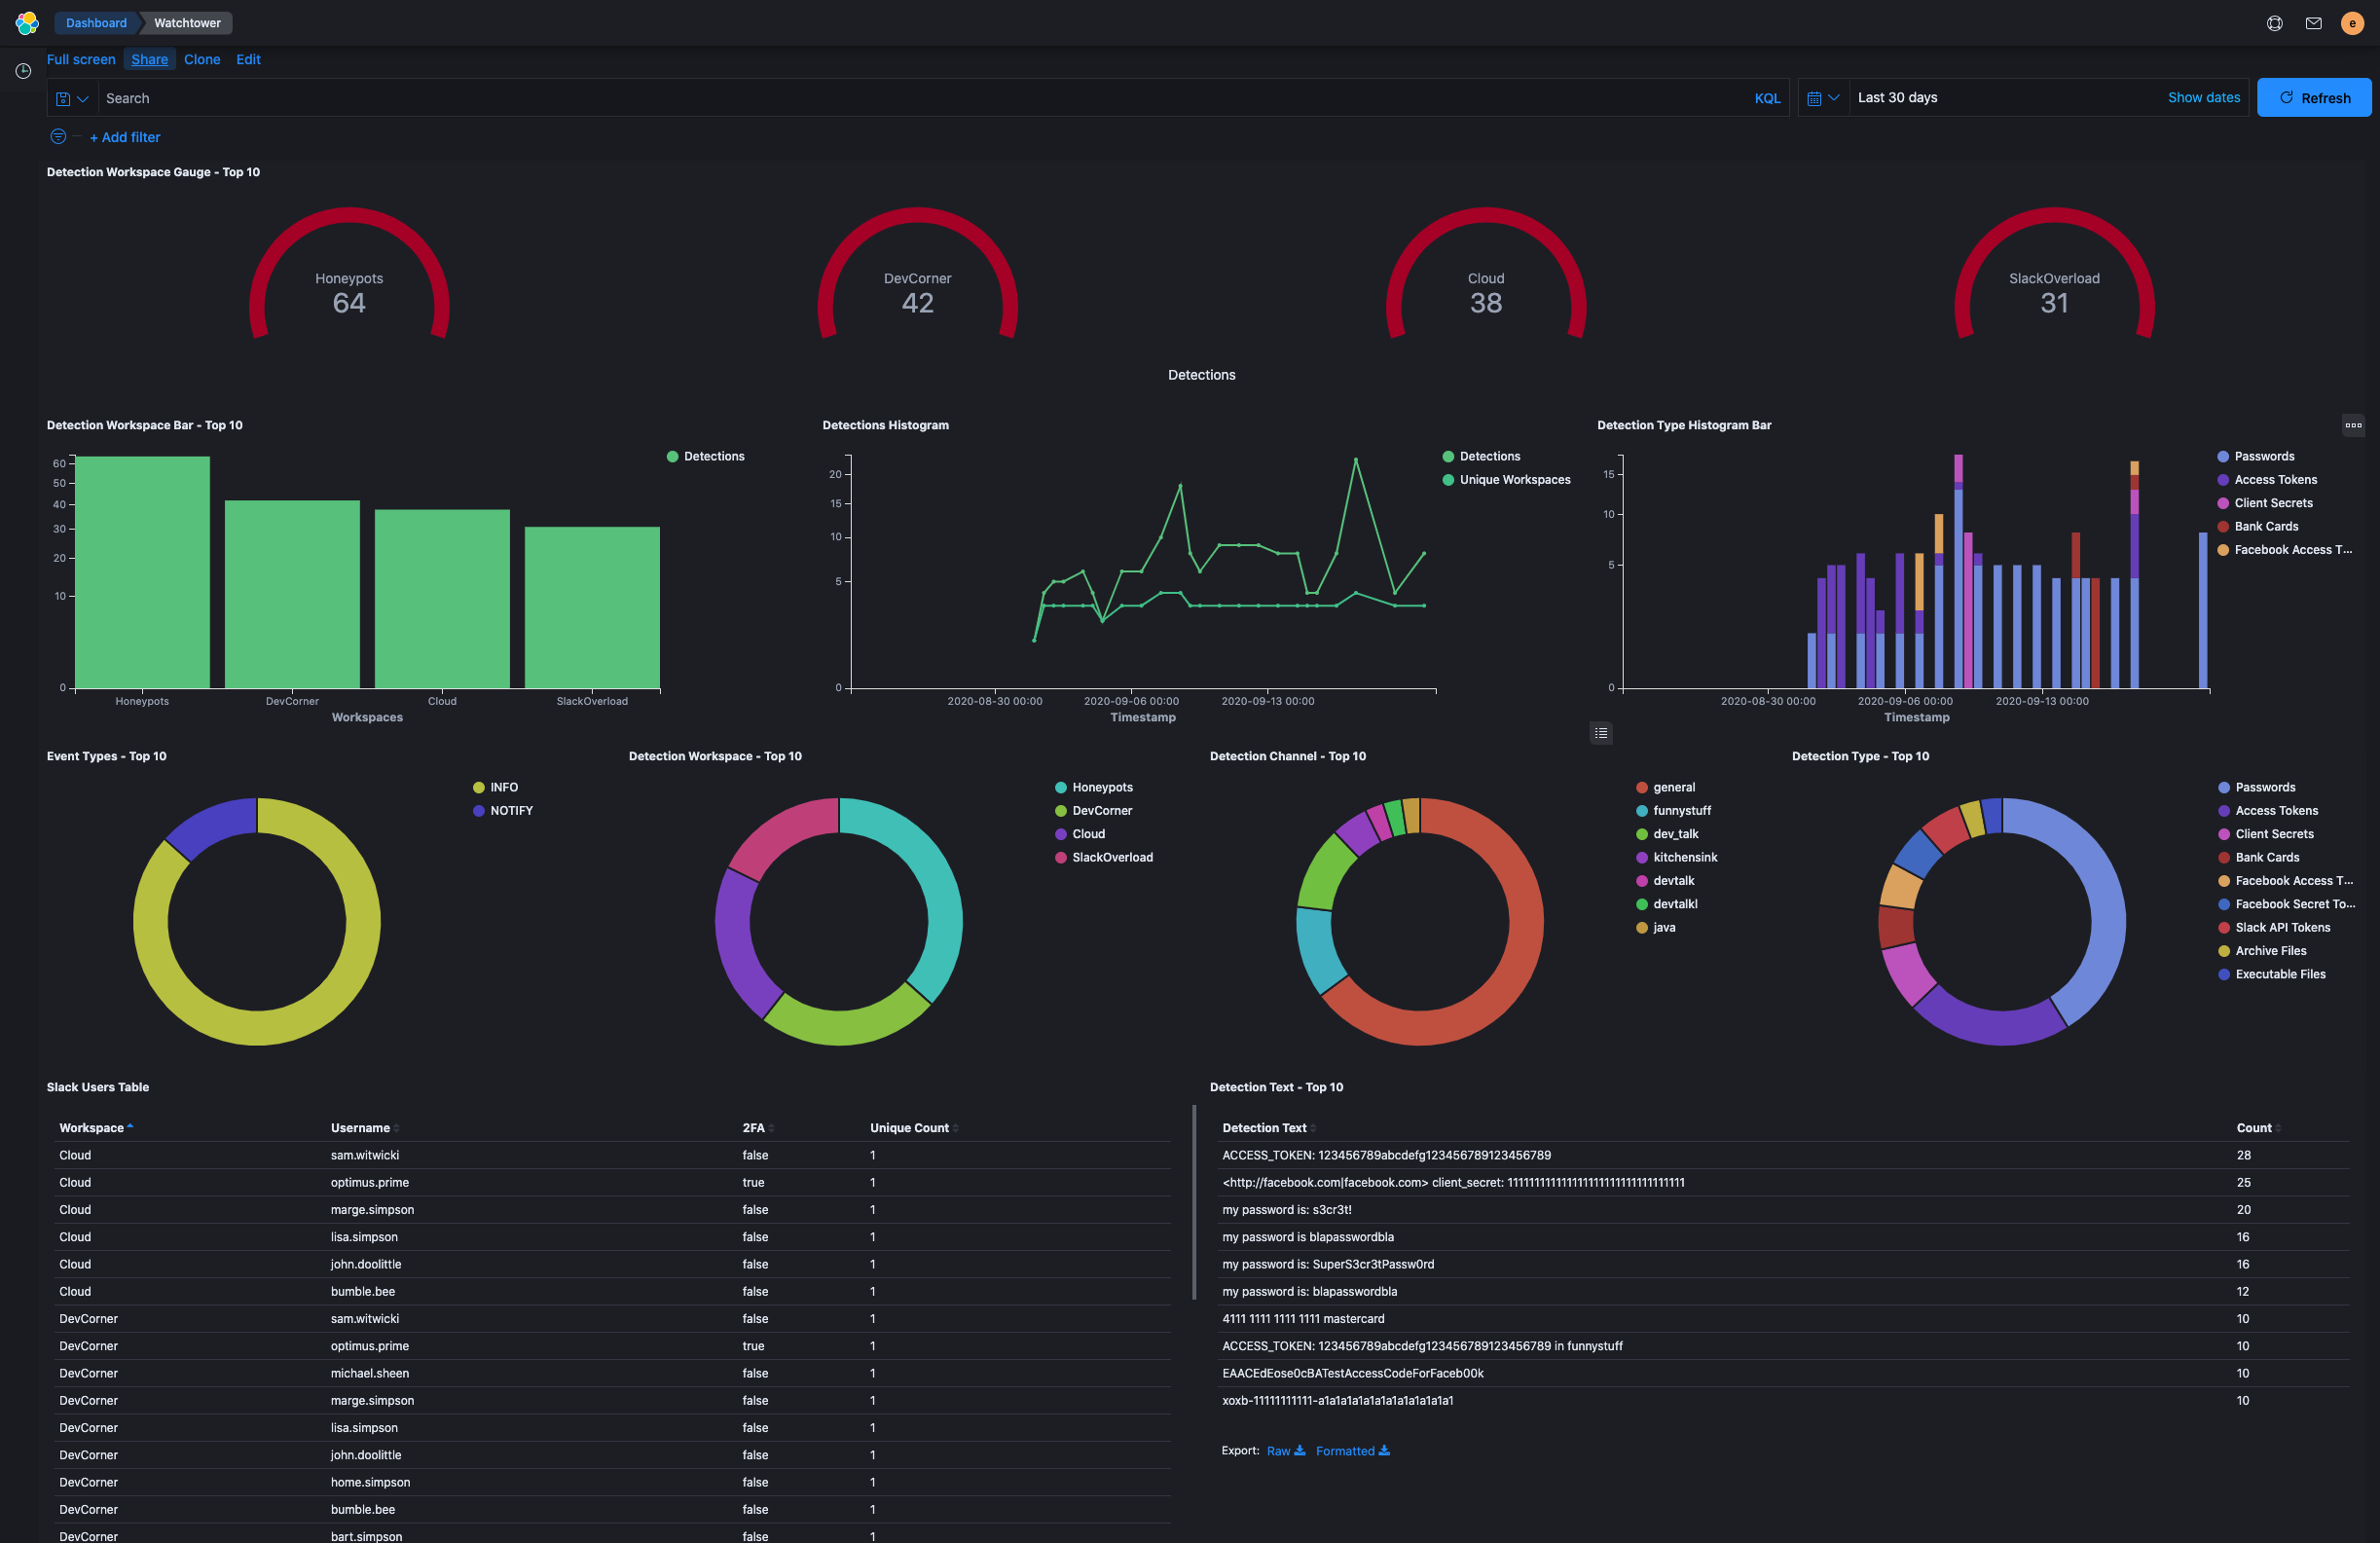 Dashboard Watchtower e
Full screen Share Clone Edit
Search KQL Last 30 days Show dates Refresh
+ Add filter
Detection Workspace Gauge - Top 10
Honeypots DevCorner Cloud SlackOverload
64 42 38 31
Detections
Detection Workspace Bar - Top 10
60
50
40
30
20
10
0
Honeypots DevCorner Cloud SlackOverload
Workspaces
Detections
Detections Histogram
20
15
10
5
0
2020-08-30 00:00 2020-09-06 00:00 2020-09-13 00:00
Timestamp
Detections
Unique Workspaces
Detection Type Histogram Bar
15
10
5
0
2020-08-30 00:00 2020-09-06 00:00 2020-09-13 00:00
Timestamp
Passwords
Access Tokens
Client Secrets
Bank Cards
Facebook Access T...
Event Types - Top 10
INFO
NOTIFY
Detection Workspace - Top 10
Honeypots
DevCorner
Cloud
SlackOverload
Detection Channel - Top 10
general
funnystuff
dev_talk
kitchensink
devtalk
devtalkl
java
Detection Type - Top 10
Passwords
Access Tokens
Client Secrets
Bank Cards
Facebook Access T...
Facebook Secret To...
Slack API Tokens
Archive Files
Executable Files
Slack Users Table
Workspace Username 2FA Unique Count
Cloud sam.witwicki false 1
Cloud optimus.prime true 1
Cloud marge.simpson false 1
Cloud lisa.simpson false 1
Cloud john.doolittle false 1
Cloud bumble.bee false 1
DevCorner sam.witwicki false 1
DevCorner optimus.prime true 1
DevCorner michael.sheen false 1
DevCorner marge.simpson false 1
DevCorner lisa.simpson false 1
DevCorner john.doolittle false 1
DevCorner home.simpson false 1
DevCorner bumble.bee false 1
DevCorner bart.simpson false 1
Detection Text - Top 10
Detection Text Count
ACCESS_TOKEN: 123456789abcdefg123456789123456789 28
<http://facebook.com|facebook.com> client_secret: 11111111111111111111111111111111 25
my password is: s3cr3t! 20
my password is blapasswordbla 16
my password is: SuperS3cr3tPassw0rd 16
my password is: blapasswordbla 12
4111 1111 1111 1111 mastercard 10
ACCESS_TOKEN: 123456789abcdefg123456789123456789 in funnystuff 10
EAACEdEose0cBATestAccessCodeForFaceb00k 10
xoxb-11111111111-a1a1a1a1a1a1a1a1a1a1a1a1 10
Export: Raw Formatted